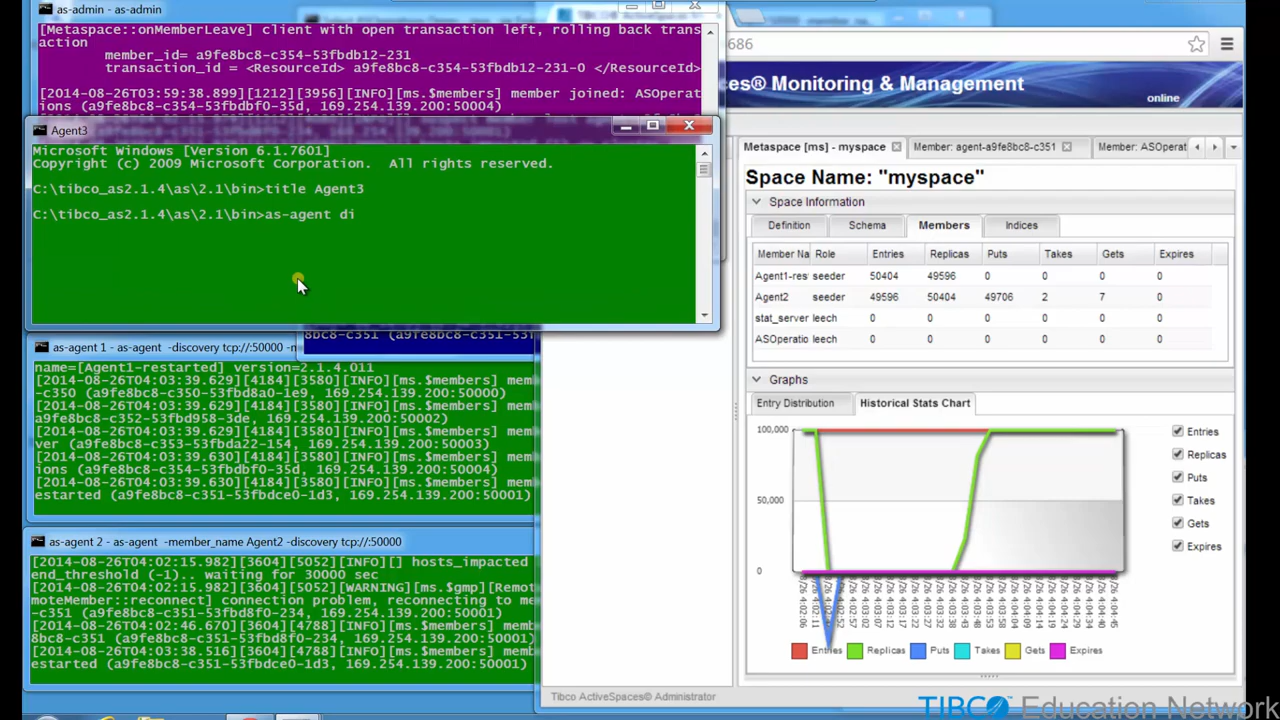 as-admin - as-admin
[Metaspace::onMemberLeave] client with open transaction left, rolling back trans
action
member_id= a9fe8bc8-c354-53fbdb12-231
transaction_id = <ResourceId> a9fe8bc8-c354-53fbdb12-231-0 </ResourceId>
[2014-08-26T03:59:38.899][1212][3956][INFO][ms.$members] member joined: ASOperat
ions (a9fe8bc8-c354-53fbdbf0-35d, 169.254.139.200:50004)
Agent3
Microsoft Windows [Version 6.1.7601]
Copyright (c) 2009 Microsoft Corporation. All rights reserved.
C:\tibco_as2.1.4\as\2.1\bin>title Agent3
C:\tibco_as2.1.4\as\2.1\bin>as-agent di
as-agent 1 - as-agent -discovery tcp://:50000 -m
name=[Agent1-restarted] version=2.1.4.011
[2014-08-26T04:03:39.629][4184][3580][INFO][ms.$members] mem
-c350 (a9fe8bc8-c350-53fbd8a0-1e9, 169.254.139.200:50000)
[2014-08-26T04:03:39.629][4184][3580][INFO][ms.$members] mem
a9fe8bc8-c352-53fbd958-3de, 169.254.139.200:50002)
[2014-08-26T04:03:39.629][4184][3580][INFO][ms.$members] mem
ver (a9fe8bc8-c353-53fbda22-154, 169.254.139.200:50003)
[2014-08-26T04:03:39.630][4184][3580][INFO][ms.$members] mem
ions (a9fe8bc8-c354-53fbdbf0-35d, 169.254.139.200:50004)
[2014-08-26T04:03:39.630][4184][3580][INFO][ms.$members] mem
estarted (a9fe8bc8-c351-53fbdce0-1d3, 169.254.139.200:50001)
as-agent 2 - as-agent -member_name Agent2 -discovery tcp://:50000
[2014-08-26T04:02:15.982][3604][5052][INFO][] hosts_impacted
end_threshold (-1).. waiting for 30000 sec
[2014-08-26T04:02:15.982][3604][5052][WARNING][ms.gmp][Remot
moteMember::reconnect] connection problem, reconnecting to me
-c351 (a9fe8bc8-c351-53fbd8f0-234, 169.254.139.200:50001)
[2014-08-26T04:02:46.670][3604][4788][INFO][ms.$members] mem
8bc8-c351 (a9fe8bc8-c351-53fbd8f0-234, 169.254.139.200:50001)
[2014-08-26T04:03:38.516][3604][4788][INFO][ms.$members] mem
estarted (a9fe8bc8-c351-53fbdce0-1d3, 169.254.139.200:50001)
686
es® Monitoring & Management
online
Metaspace [ms] - myspace
Member: agent-a9fe8bc8-c351
Member: ASOperat
Space Name: "myspace"
Space Information
Definition Schema Members Indices
Member Na Role Entries Replicas Puts Takes Gets Expires
Agent1-res seeder 50404 49596 0 0 0 0
Agent2 seeder 49596 50404 49706 2 7 0
stat_server leech 0 0 0 0 0 0
ASOperatio leech 0 0 0 0 0 0
Graphs
Entry Distribution Historical Stats Chart
100,000
50,000
0
Entries
Replicas
Puts
Takes
Gets
Expires
Entries Replicas Puts Takes Gets Expires
Tibco ActiveSpaces® Administrator
TIBCO™ Education Network